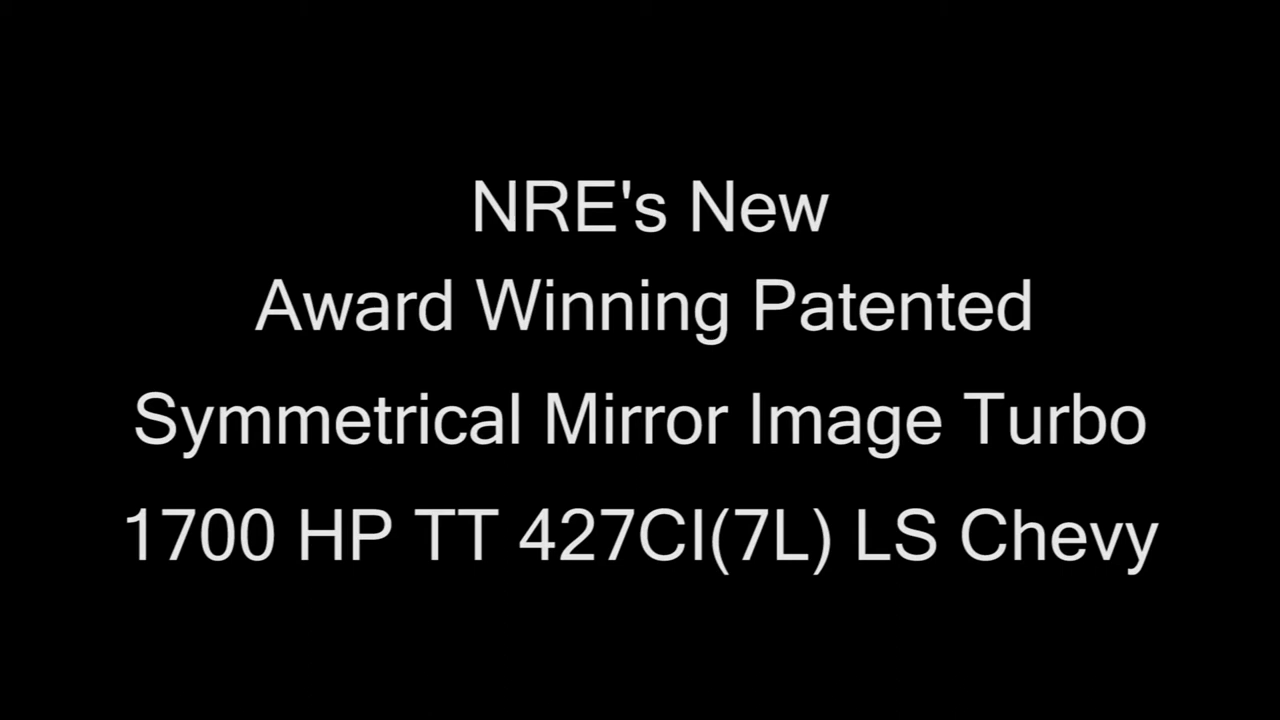 NRE's New
Award Winning Patented
Symmetrical Mirror Image Turbo
1700 HP TT 427CI(7L) LS Chevy